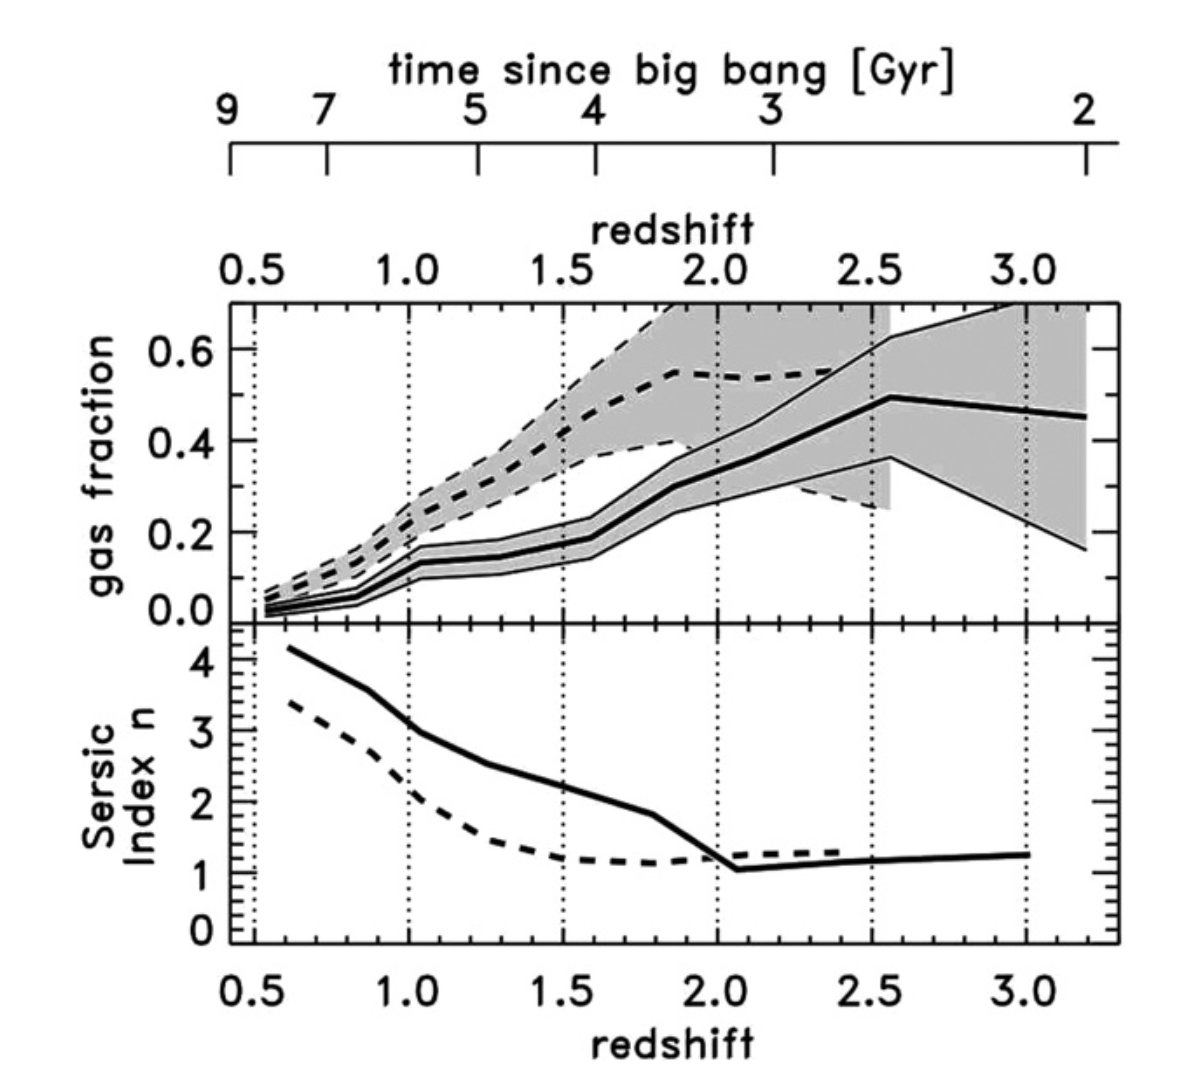 time since big bang [Gyr]
9 7 5 4 3 2
redshift
0.5 1.0 1.5 2.0 2.5 3.0
gas fraction
0.6
0.4
0.2
0.0
Sersic
Index n
4
3
2
1
0
0.5 1.0 1.5 2.0 2.5 3.0
redshift